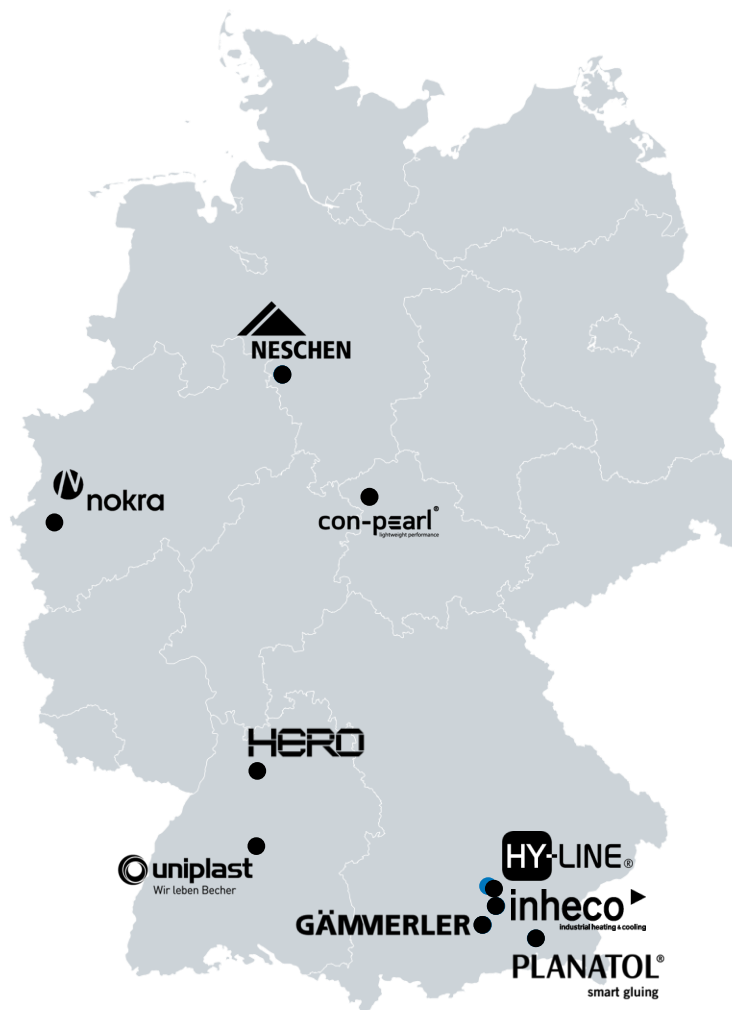 NESCHEN
nokra
con-pearl®
lightweight performance
HERO
HY-LINE®
uniplast
Wir leben Becher
inheco
industrial heating & cooling
GÄMMERLER
PLANATOL®
smart gluing